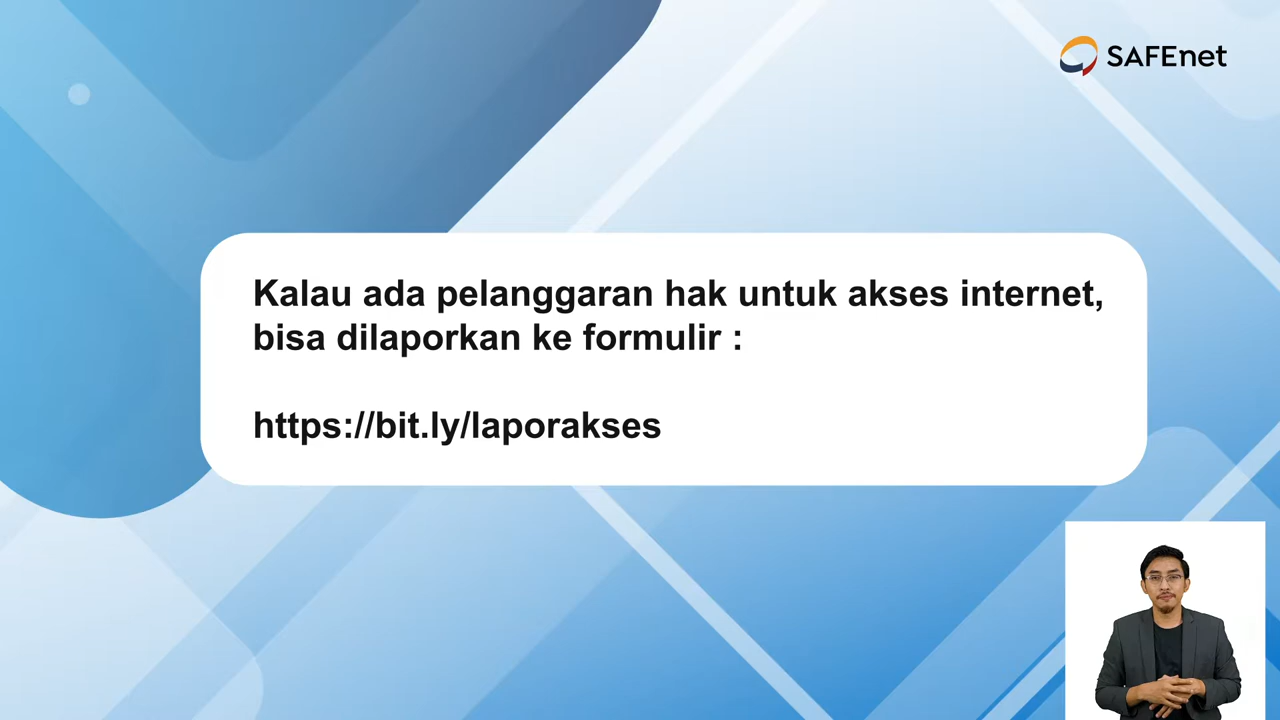 SAFEnet
Kalau ada pelanggaran hak untuk akses internet,
bisa dilaporkan ke formulir :
https://bit.ly/laporakses